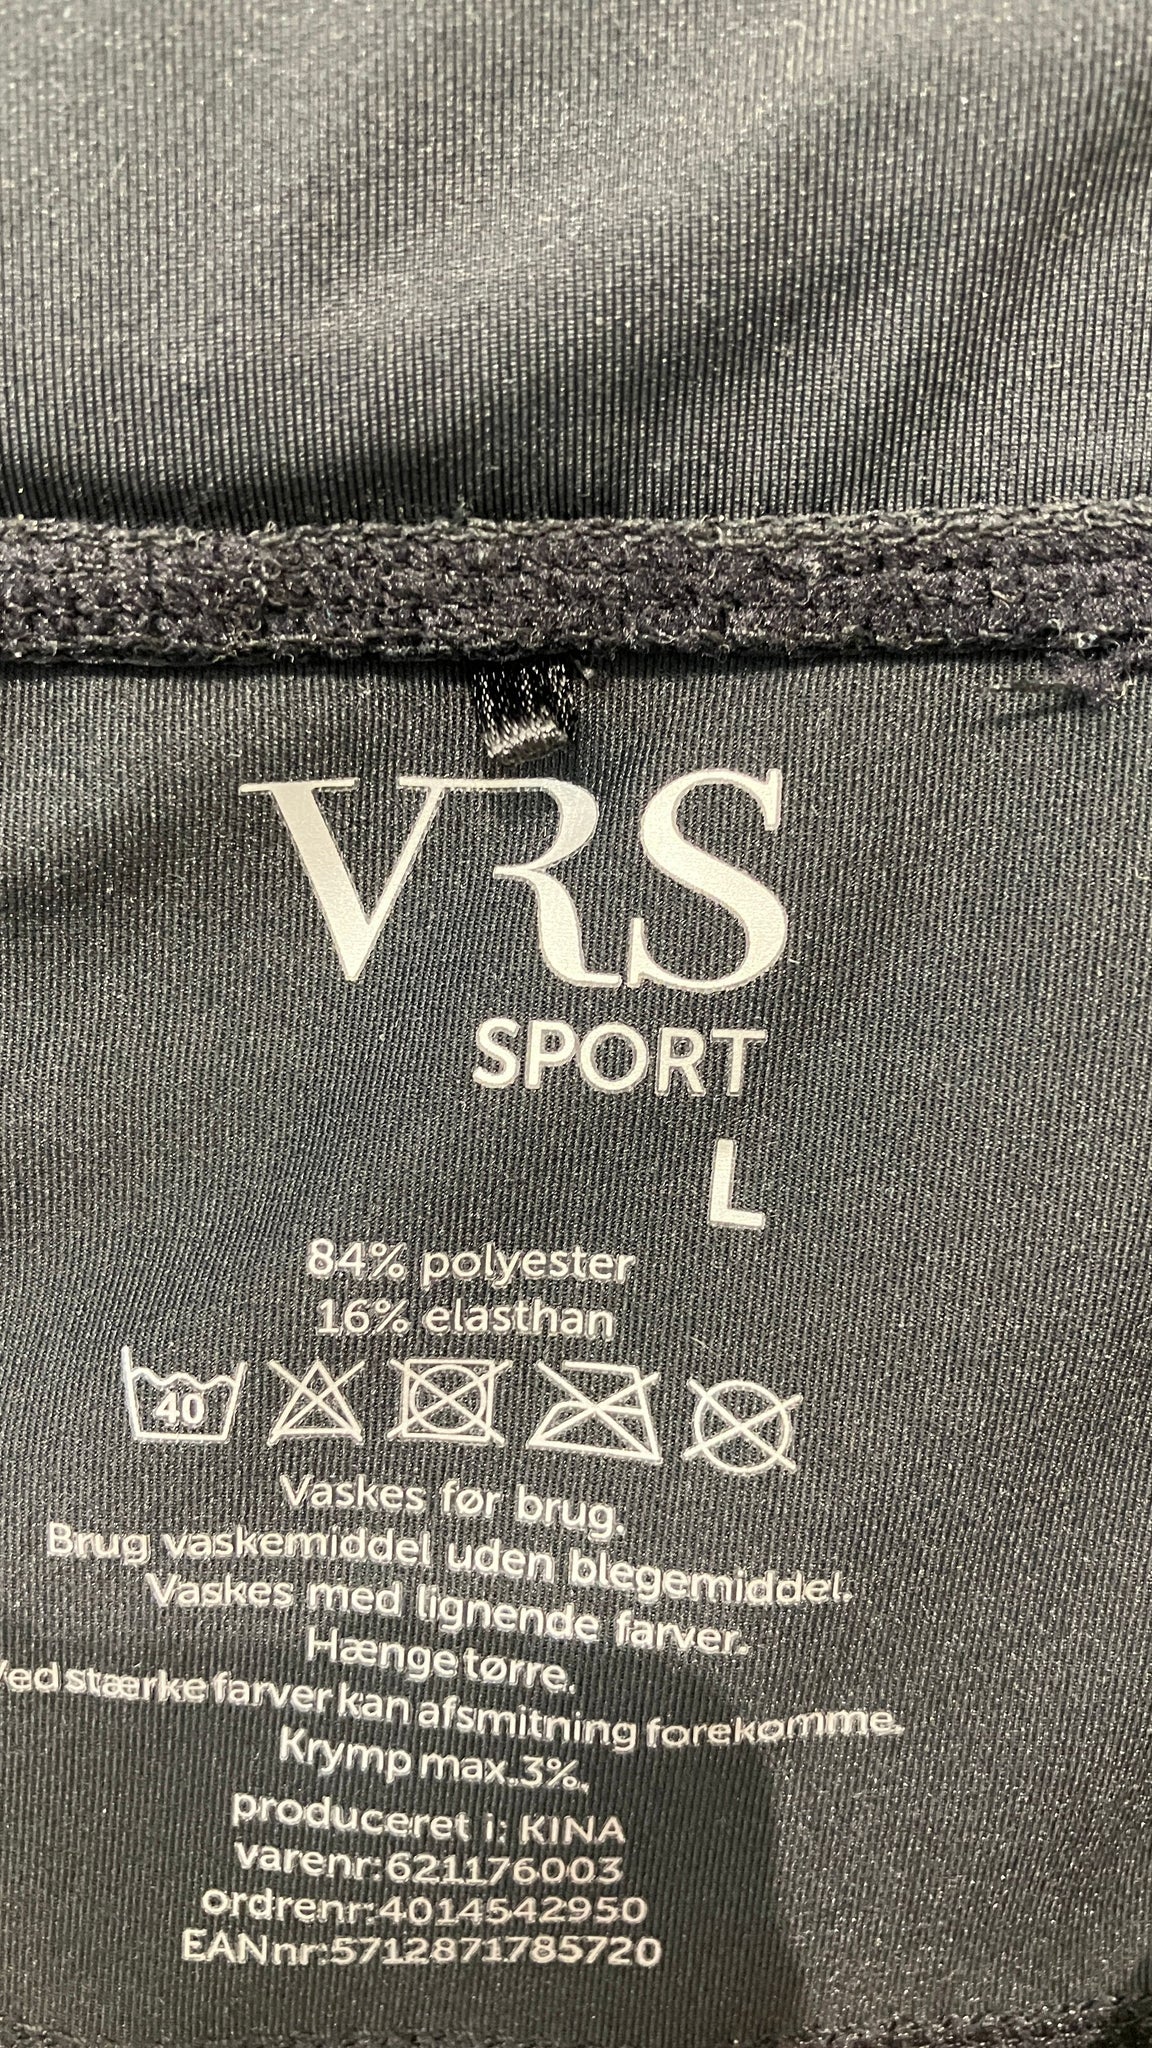 VRS
SPORT
L
84% polyester
16% elasthan
40
Vaskes før brug.
Brug vaskemiddel uden blegemiddel.
Vaskes med lignende farver.
Hænge tørre.
Ved stærke farver kan afsmitning forekomme.
Krymp max.3%.
produceret i: KINA
varenr:621176003
ordrenr:4014542950
EAN nr:5712871785720